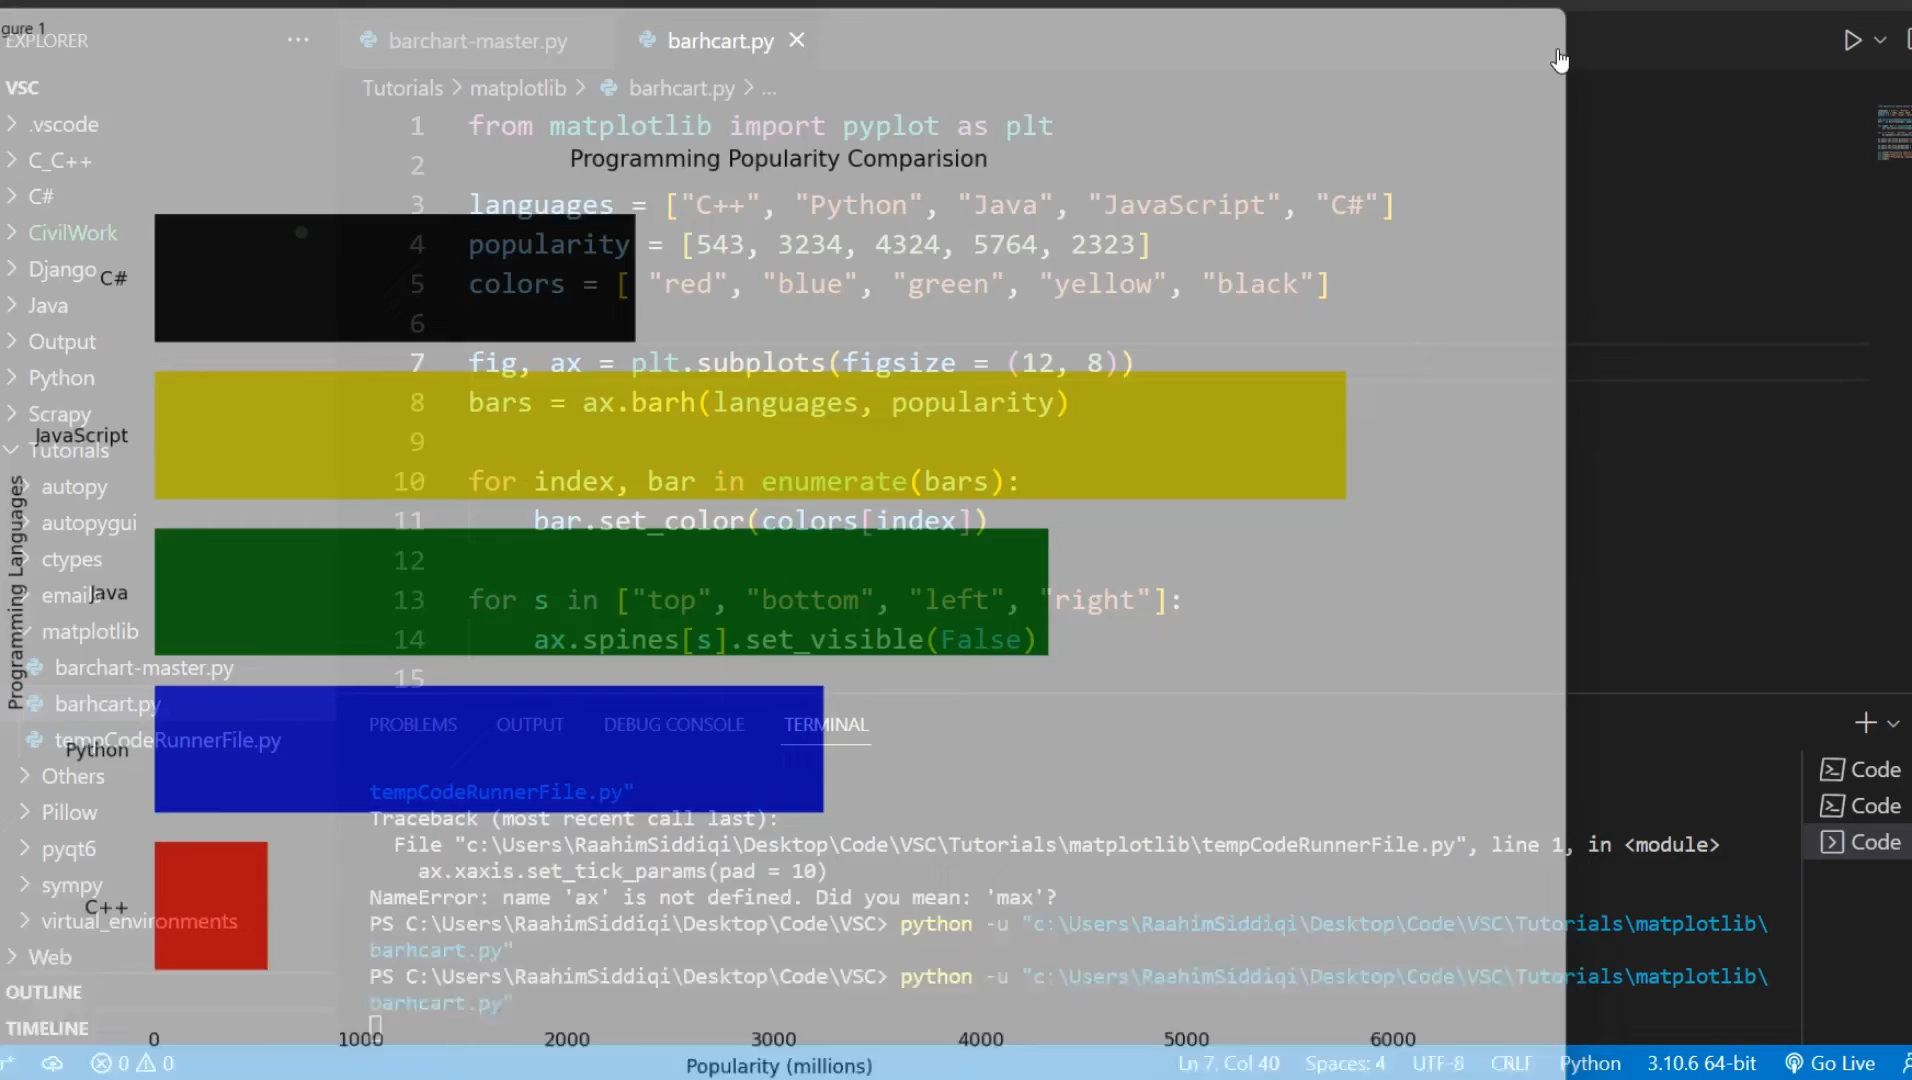 gure 1
EXPLORER
barchart-master.py
barhcart.py
VSC
Tutorials > matplotlib > barhcart.py > ...
.vscode
C_C++
C#
CivilWork
Django
Java
Output
Python
Scrapy
Tutorials
autopy
autopygui
ctypes
matplotlib
barchart-master.py
barhcart.py
tempCodeRunnerFile.py
Others
Pillow
pyqt6
sympy
virtual_environments
Web
OUTLINE
TIMELINE
1 from matplotlib import pyplot as plt
2
3 languages = ["C++", "Python", "Java", "JavaScript", "C#"]
4 popularity = [543, 3234, 4324, 5764, 2323]
5 colors = [ "red", "blue", "green", "yellow", "black"]
6
7 fig, ax = plt.subplots(figsize = (12, 8))
8 bars = ax.barh(languages, popularity)
9
10 for index, bar in enumerate(bars):
11 bar.set_color(colors[index])
12
13 for s in ["top", "bottom", "left", "right"]:
14 ax.spines[s].set_visible(False)
15
Programming Popularity Comparision
Programming Languages
C#
JavaScript
Java
Python
C++
0 1000 2000 3000 4000 5000 6000
Popularity (millions)
PROBLEMS OUTPUT DEBUG CONSOLE TERMINAL
tempCodeRunnerFile.py"
Traceback (most recent call last):
File "c:\Users\RaahimSiddiqi\Desktop\Code\VSC\Tutorials\matplotlib\tempCodeRunnerFile.py", line 1, in <module>
ax.xaxis.set_tick_params(pad = 10)
NameError: name 'ax' is not defined. Did you mean: 'max'?
PS C:\Users\RaahimSiddiqi\Desktop\Code\VSC> python -u "c:\Users\RaahimSiddiqi\Desktop\Code\VSC\Tutorials\matplotlib\
barhcart.py"
PS C:\Users\RaahimSiddiqi\Desktop\Code\VSC> python -u "c:\Users\RaahimSiddiqi\Desktop\Code\VSC\Tutorials\matplotlib\
barhcart.py"
Code
Code
Code
0 0
Ln 7, Col 40 Spaces: 4 UTF-8 CRLF Python 3.10.6 64-bit Go Live